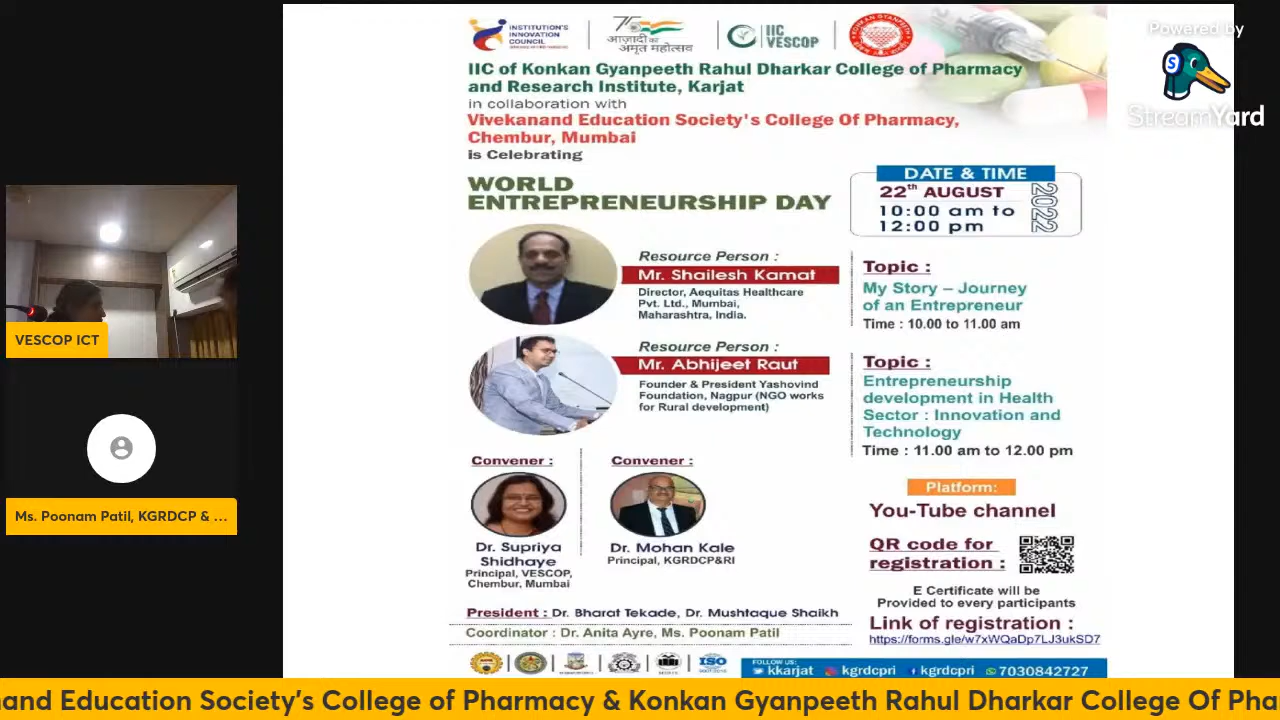 INSTITUTION'S
INNOVATION
COUNCIL
75
आज़ादी का
अमृत महोत्सव
IIC
VESCOP
Powered by
StreamYard
IIC of Konkan Gyanpeeth Rahul Dharkar College of Pharmacy
and Research Institute, Karjat
in collaboration with
Vivekanand Education Society's College Of Pharmacy,
Chembur, Mumbai
is Celebrating
WORLD
ENTREPRENEURSHIP DAY
DATE & TIME
22th AUGUST
10:00 am to
12:00 pm
2022
Resource Person :
Mr. Shailesh Kamat
Director, Aequitas Healthcare
Pvt. Ltd., Mumbai,
Maharashtra, India.
Topic :
My Story – Journey
of an Entrepreneur
Time : 10.00 to 11.00 am
VESCOP ICT
Resource Person :
Mr. Abhijeet Raut
Founder & President Yashovind
Foundation, Nagpur (NGO works
for Rural development)
Topic :
Entrepreneurship
development in Health
Sector : Innovation and
Technology
Time : 11.00 am to 12.00 pm
Ms. Poonam Patil, KGRDCP & ...
Convener :
Dr. Supriya
Shidhaye
Principal, VESCOP,
Chembur, Mumbai
Convener :
Dr. Mohan Kale
Principal, KGRDCP&RI
Platform:
You-Tube channel
QR code for
registration :
E Certificate will be
Provided to every participants
Link of registration :
https://forms.gle/w7xWQaDp7LJ3ukSD7
President : Dr. Bharat Tekade, Dr. Mushtaque Shaikh
Coordinator : Dr. Anita Ayre, Ms. Poonam Patil
ISO
FOLLOW US:
kkarjat kgrdcpri kgrdcpri 7030842727
nand Education Society's College of Pharmacy & Konkan Gyanpeeth Rahul Dharkar College Of Pha